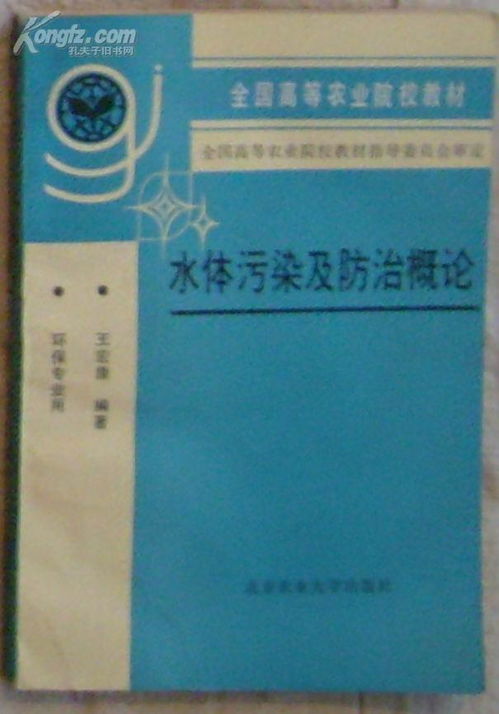 Kongfz.com
孔夫子旧书网
全国高等农业院校教材
全国高等农业院校教材指导委员会审定
水体污染及防治概论
王宏康 编著
环保专业用
北京农业大学出版社